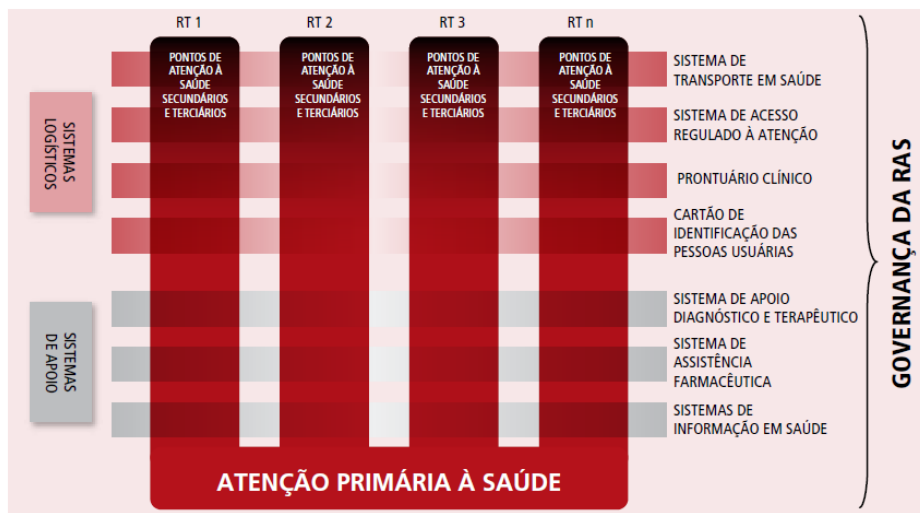 RT 1
RT 2
RT 3
RT n
PONTOS DE
ATENÇÃO À
SAÚDE
SECUNDÁRIOS
E TERCIÁRIOS
PONTOS DE
ATENÇÃO À
SAÚDE
SECUNDÁRIOS
E TERCIÁRIOS
PONTOS DE
ATENÇÃO À
SAÚDE
SECUNDÁRIOS
E TERCIÁRIOS
PONTOS DE
ATENÇÃO À
SAÚDE
SECUNDÁRIOS
E TERCIÁRIOS
SISTEMAS
LOGÍSTICOS
SISTEMA DE
TRANSPORTE EM SAÚDE
SISTEMA DE ACESSO
REGULADO À ATENÇÃO
PRONTUÁRIO CLÍNICO
CARTÃO DE
IDENTIFICAÇÃO DAS
PESSOAS USUÁRIAS
SISTEMAS
DE APOIO
SISTEMA DE APOIO
DIAGNÓSTICO E TERAPÊUTICO
SISTEMA DE
ASSISTÊNCIA
FARMACÊUTICA
SISTEMAS DE
INFORMAÇÃO EM SAÚDE
GOVERNANÇA DA RAS
ATENÇÃO PRIMÁRIA À SAÚDE